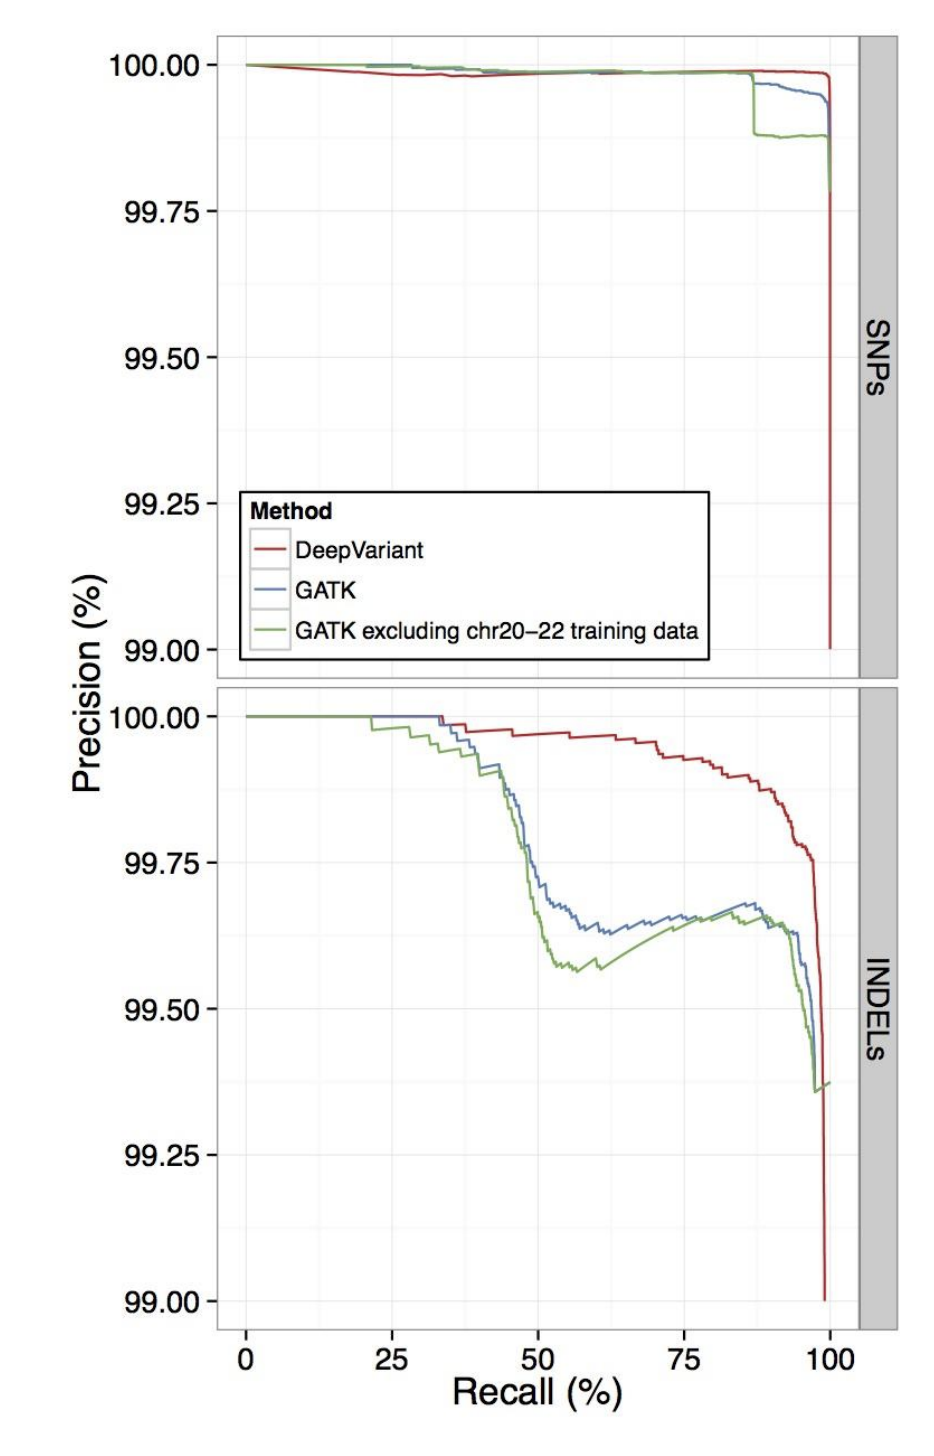 100.00
99.75
99.50
99.25
99.00
SNPs
Method
DeepVariant
GATK
GATK excluding chr20–22 training data
Precision (%)
100.00
99.75
99.50
99.25
99.00
INDELs
0 25 50 75 100
Recall (%)